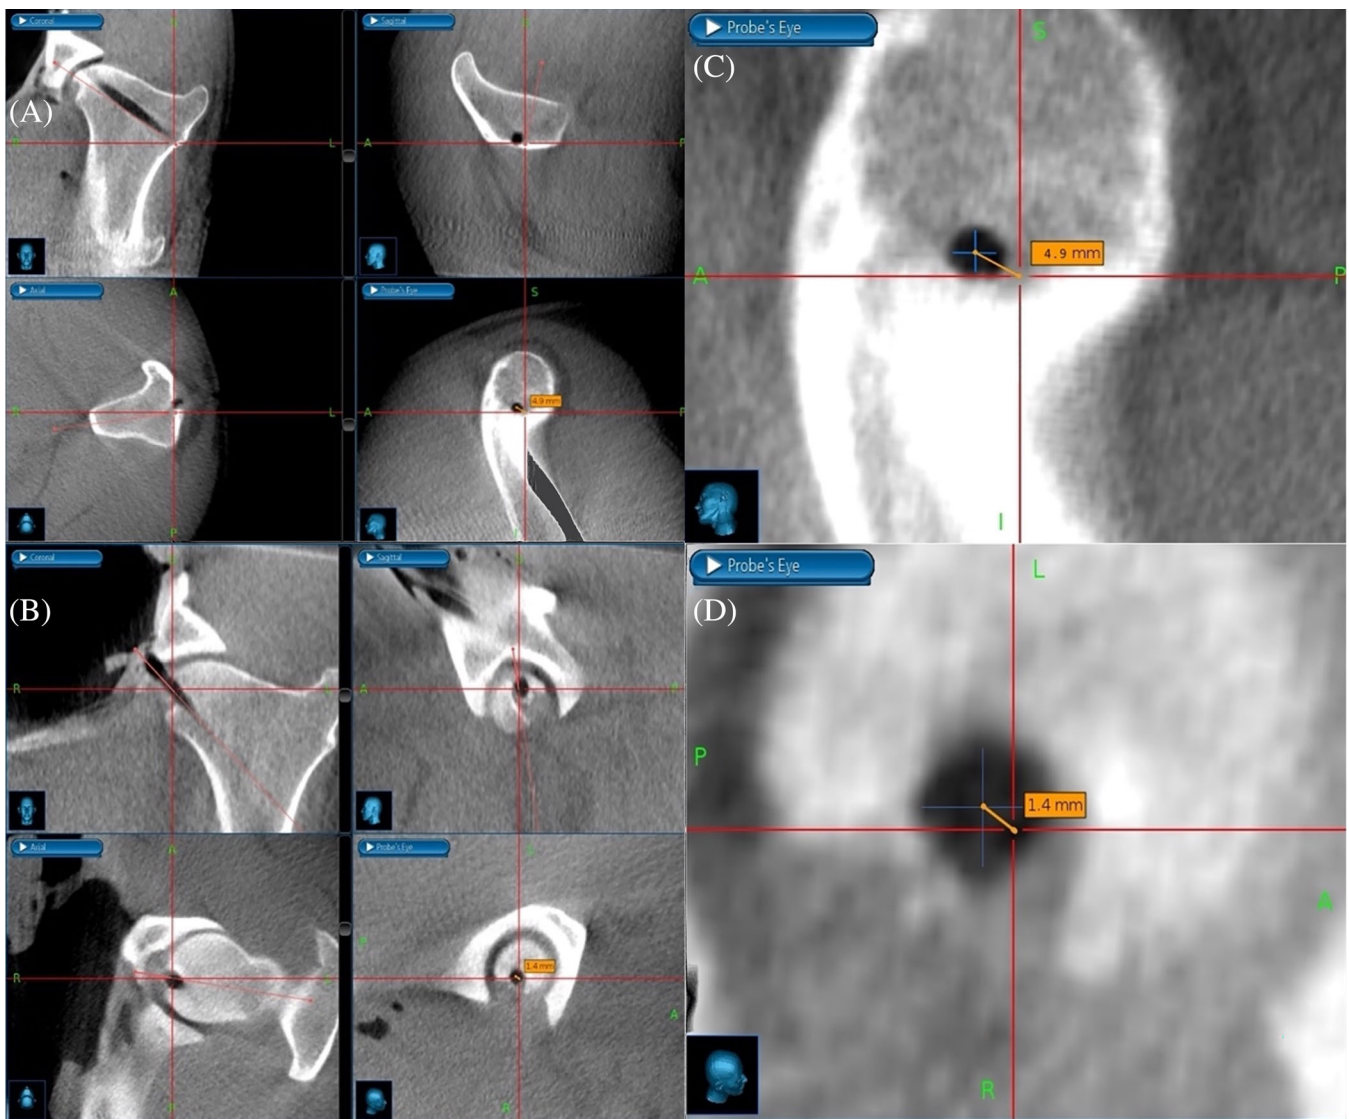 Coronal
Sagittal
Probe's Eye
S
(C)
(A)
R
L
A
P
4.9 mm
A
P
Axial
Probe's Eye
A
S
R
L
A
P
4.9 mm
P
I
I
Coronal
Sagittal
Probe's Eye
L
(B)
(D)
R
A
P
1.4 mm
Axial
Probe's Eye
A
P
1.4 mm
R
A
A
R